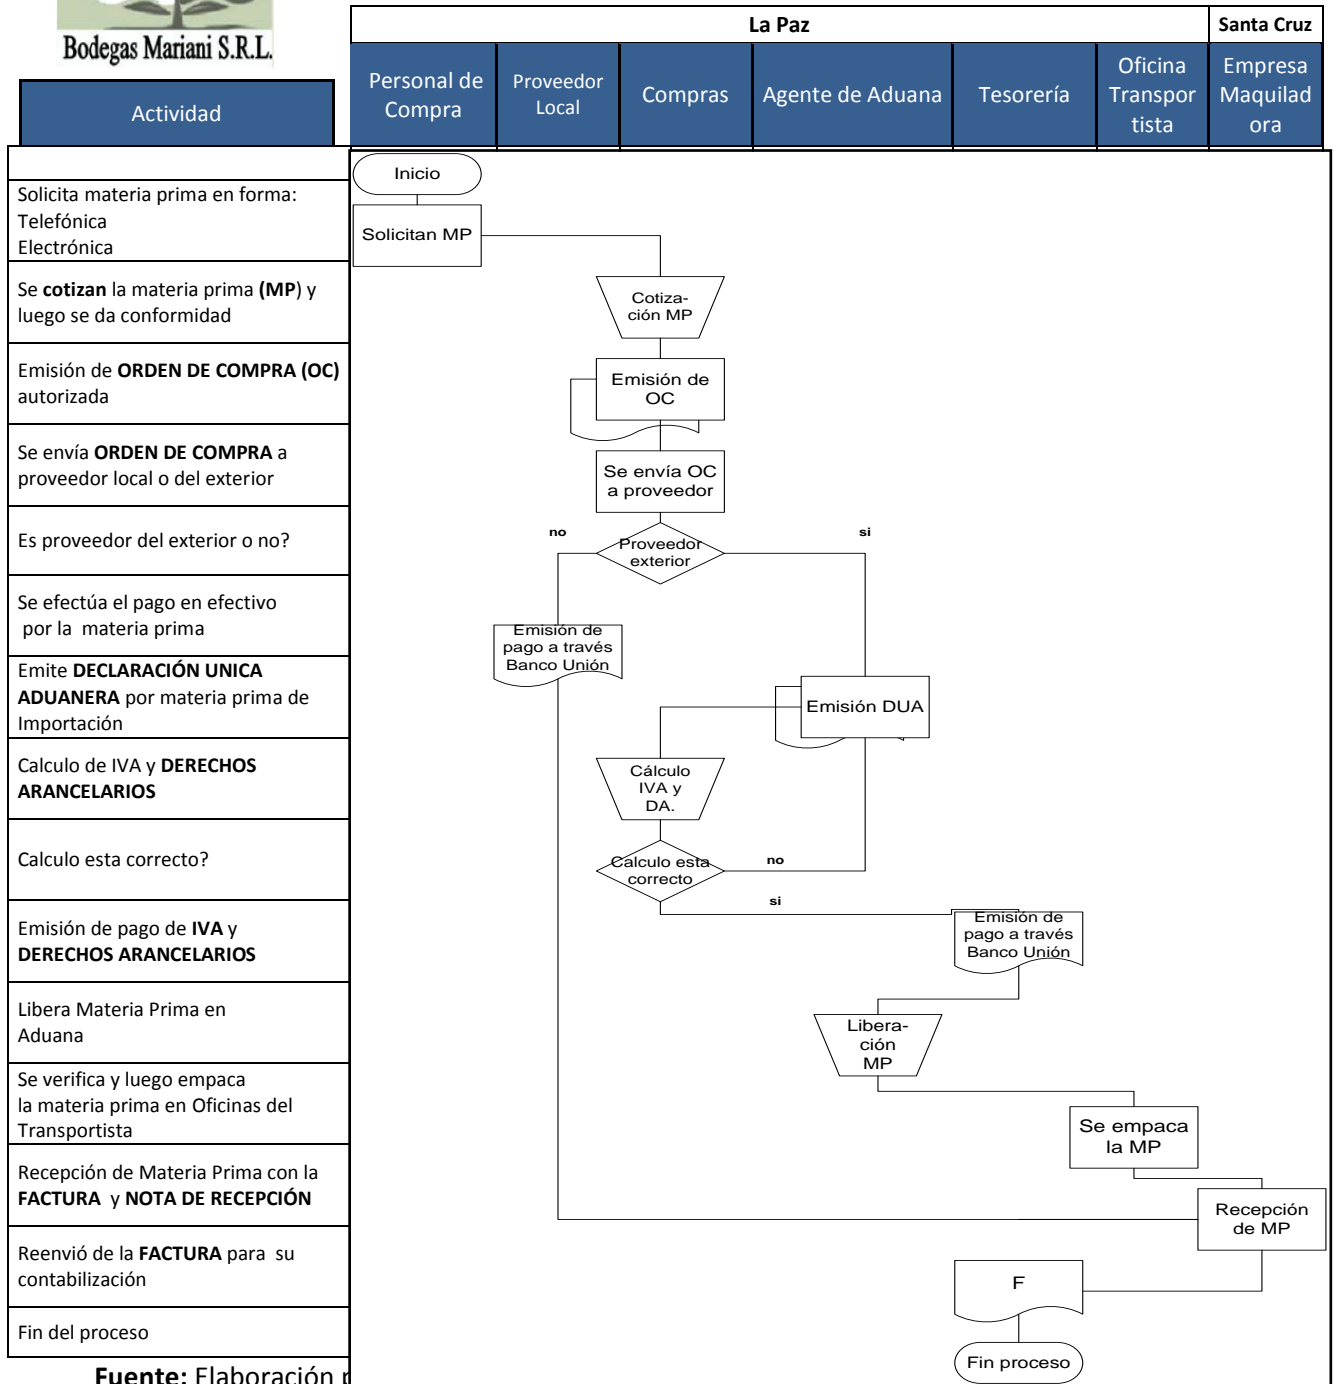 Bodegas Mariani S.R.L.
La Paz
Santa Cruz
Actividad
Personal de
Compra
Proveedor
Local
Compras
Agente de Aduana
Tesorería
Oficina
Transpor
tista
Empresa
Maquilad
ora
Inicio
Solicita materia prima en forma:
Telefónica
Electrónica
Solicitan MP
Se cotizan la materia prima (MP) y
luego se da conformidad
Cotiza-
ción MP
Emisión de ORDEN DE COMPRA (OC)
autorizada
Emisión de
OC
Se envía ORDEN DE COMPRA a
proveedor local o del exterior
Se envía OC
a proveedor
Es proveedor del exterior o no?
no
Proveedor
exterior
si
Se efectúa el pago en efectivo
por la materia prima
Emisión de
pago a través
Banco Unión
Emite DECLARACIÓN UNICA
ADUANERA por materia prima de
Importación
Emisión DUA
Calculo de IVA y DERECHOS
ARANCELARIOS
Cálculo
IVA y
DA.
Calculo esta correcto?
Calculo esta
correcto
no
si
Emisión de pago de IVA y
DERECHOS ARANCELARIOS
Emisión de
pago a través
Banco Unión
Libera Materia Prima en
Aduana
Libera-
ción
MP
Se verifica y luego empaca
la materia prima en Oficinas del
Transportista
Se empaca
la MP
Recepción de Materia Prima con la
FACTURA y NOTA DE RECEPCIÓN
Recepción
de MP
Reenvió de la FACTURA para su
contabilización
F
Fin del proceso
Fin proceso
Fuente: Elaboración